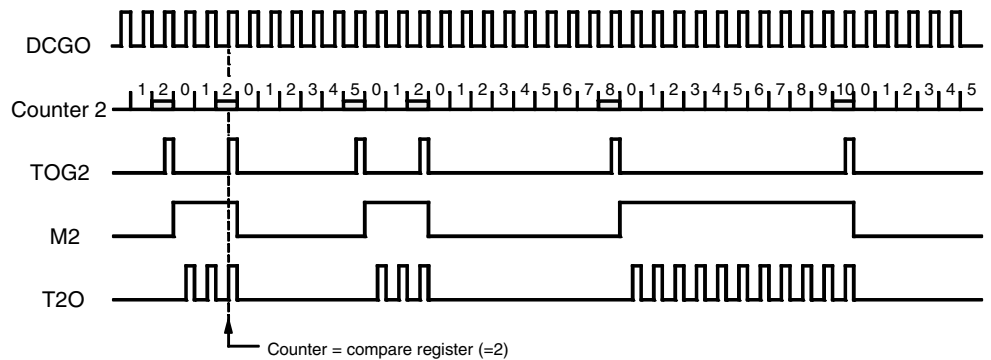 DCGO
Counter 2 1 2 0 1 2 0 1 2 3 4 5 0 1 2 0 1 2 3 4 5 6 7 8 0 1 2 3 4 5 6 7 8 9 10 0 1 2 3 4 5
TOG2
M2
T2O
Counter = compare register (=2)